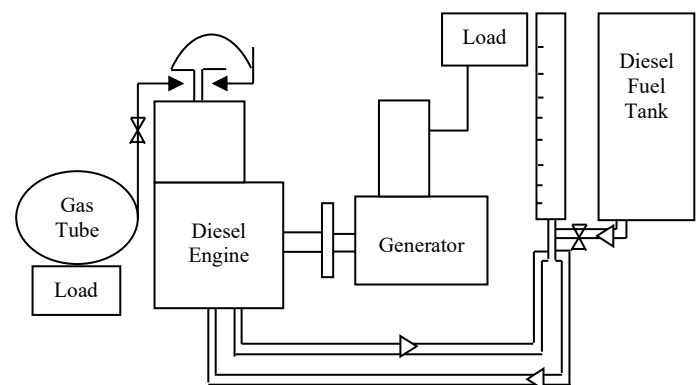 Load
Diesel
Fuel
Tank
Gas
Tube
Diesel
Engine
Generator
Load